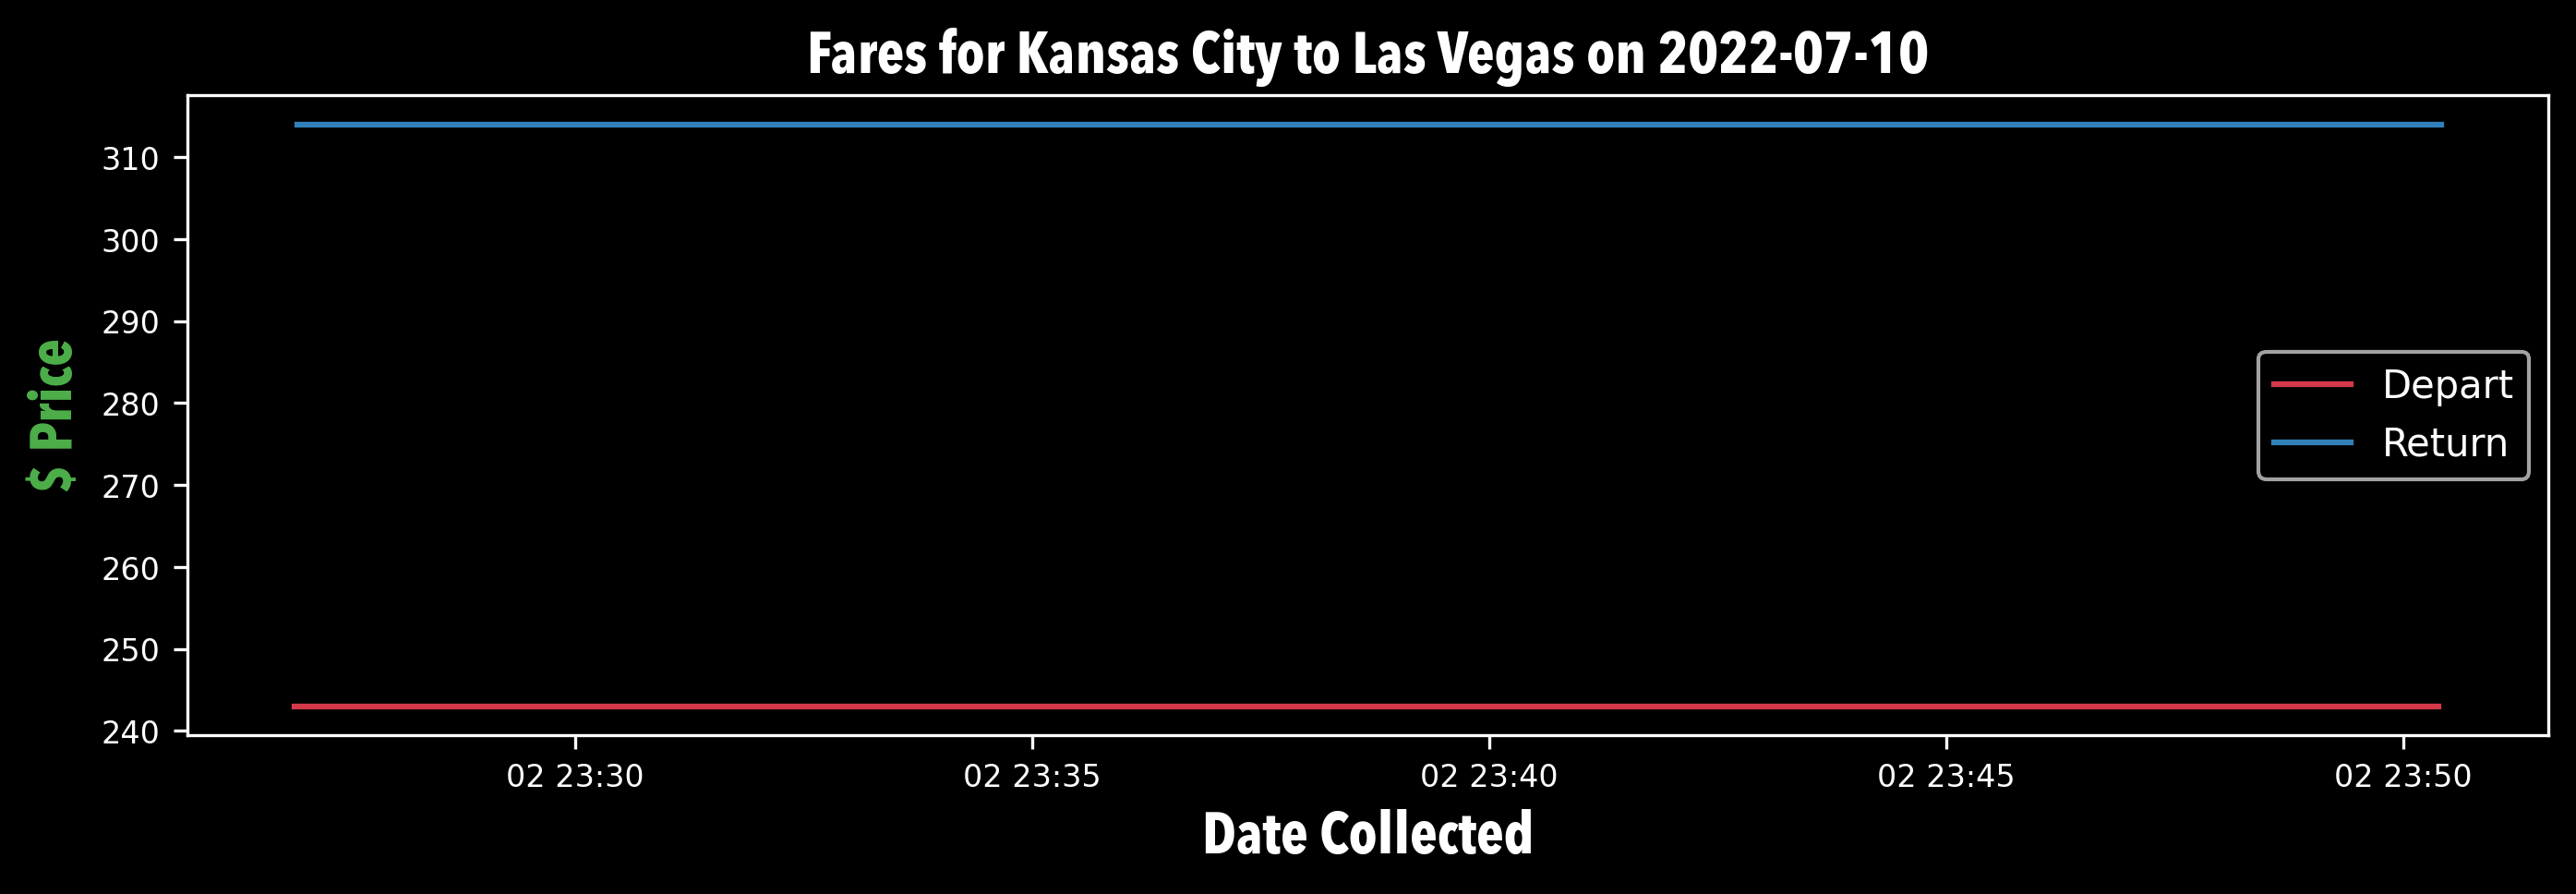 Fares for Kansas City to Las Vegas on 2022-07-10
$ Price
310
300
290
280
270
260
250
240
Depart
Return
02 23:30 02 23:35 02 23:40 02 23:45 02 23:50
Date Collected